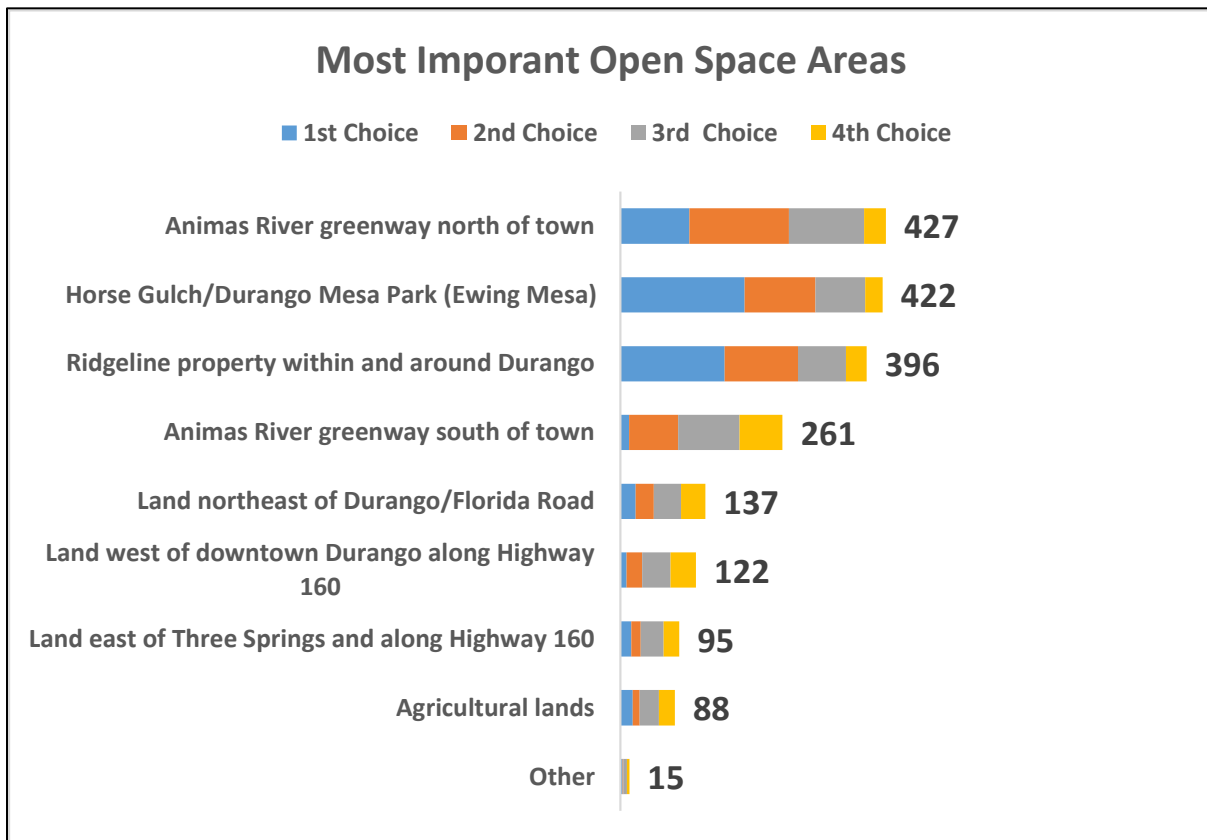 Most Imporant Open Space Areas
1st Choice 2nd Choice 3rd Choice 4th Choice
Animas River greenway north of town 427
Horse Gulch/Durango Mesa Park (Ewing Mesa) 422
Ridgeline property within and around Durango 396
Animas River greenway south of town 261
Land northeast of Durango/Florida Road 137
Land west of downtown Durango along Highway
160 122
Land east of Three Springs and along Highway 160 95
Agricultural lands 88
Other 15